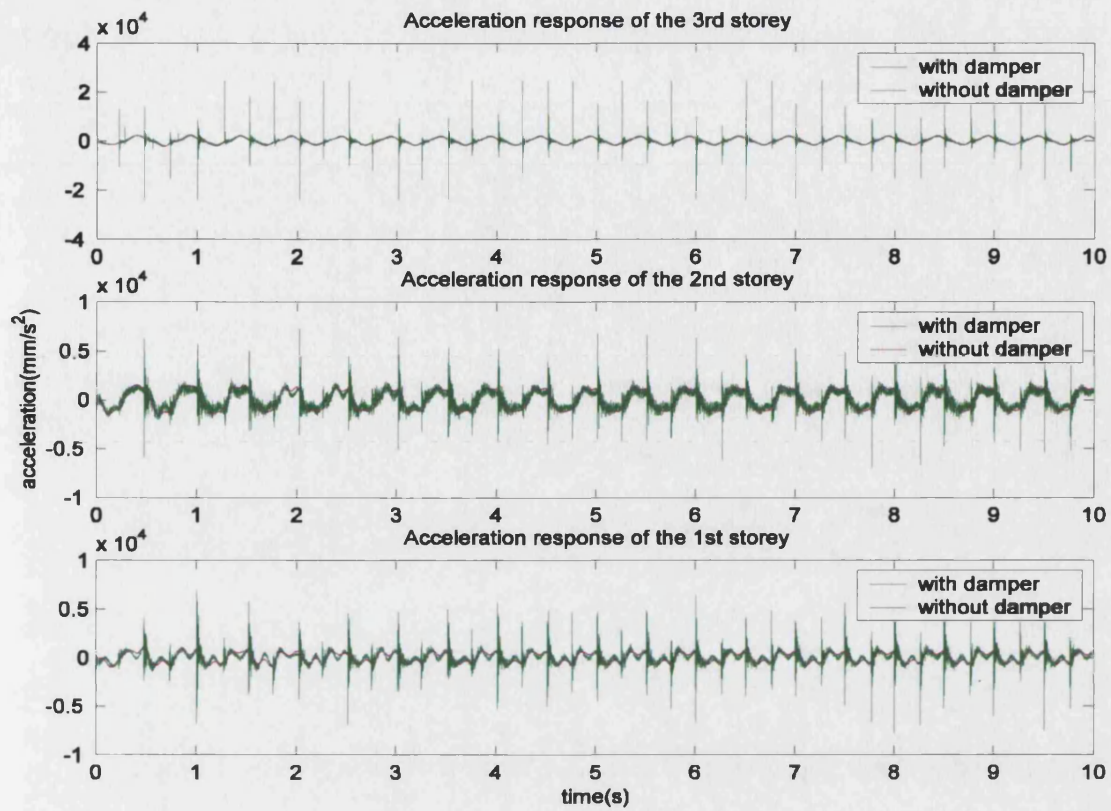 Acceleration response of the 3rd storey
x 10^4
4
2
0
-2
-4
with damper
without damper
0 1 2 3 4 5 6 7 8 9 10
Acceleration response of the 2nd storey
x 10^4
1
0.5
0
-0.5
-1
with damper
without damper
acceleration(mm/s^2)
0 1 2 3 4 5 6 7 8 9 10
Acceleration response of the 1st storey
x 10^4
1
0.5
0
-0.5
-1
with damper
without damper
0 1 2 3 4 5 6 7 8 9 10
time(s)